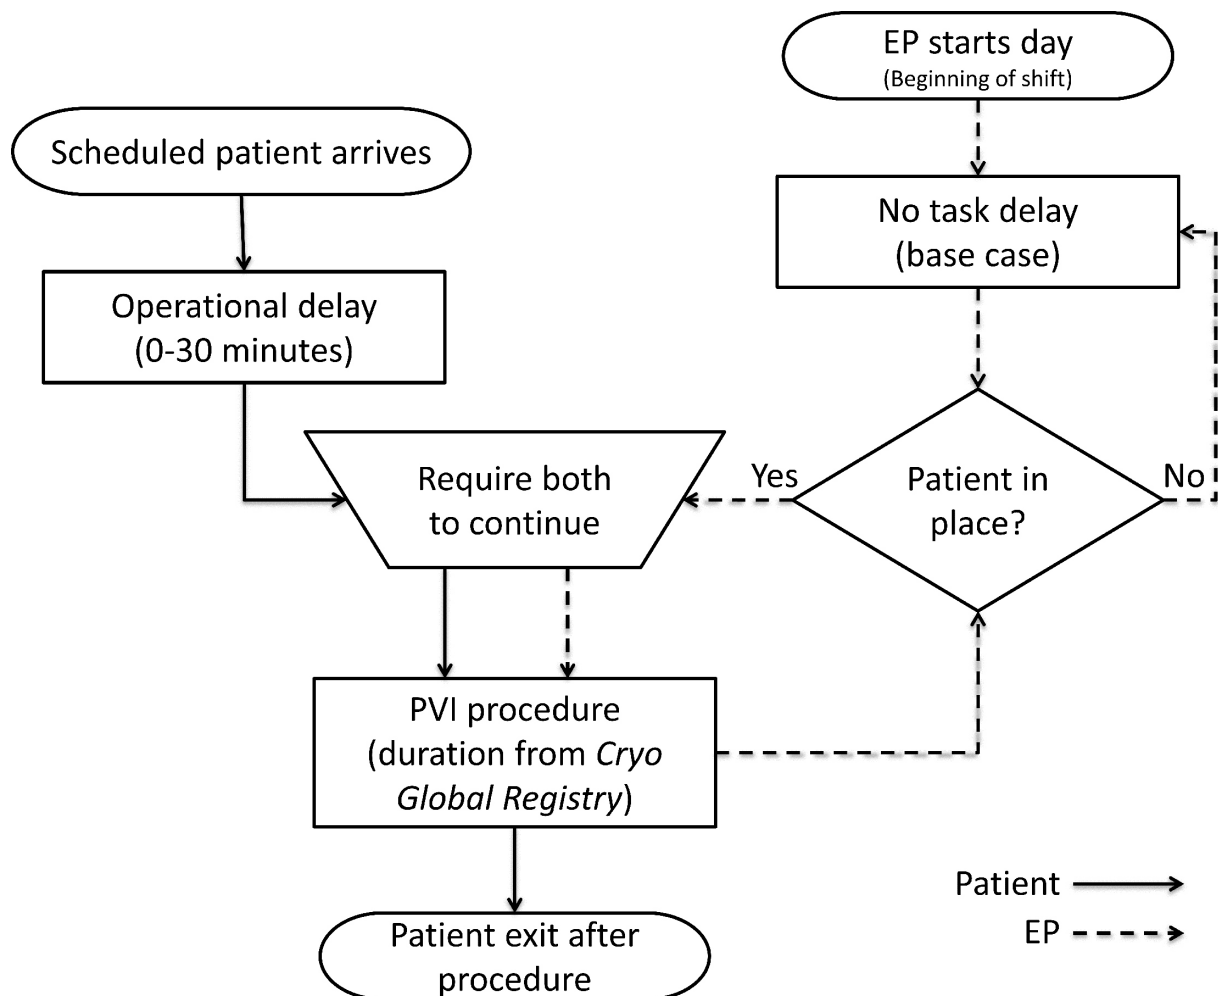 EP starts day
(Beginning of shift)
Scheduled patient arrives
No task delay
(base case)
Operational delay
(0-30 minutes)
Require both
to continue
Yes
Patient in
place?
No
PVI procedure
(duration from Cryo
Global Registry)
Patient
EP
Patient exit after
procedure